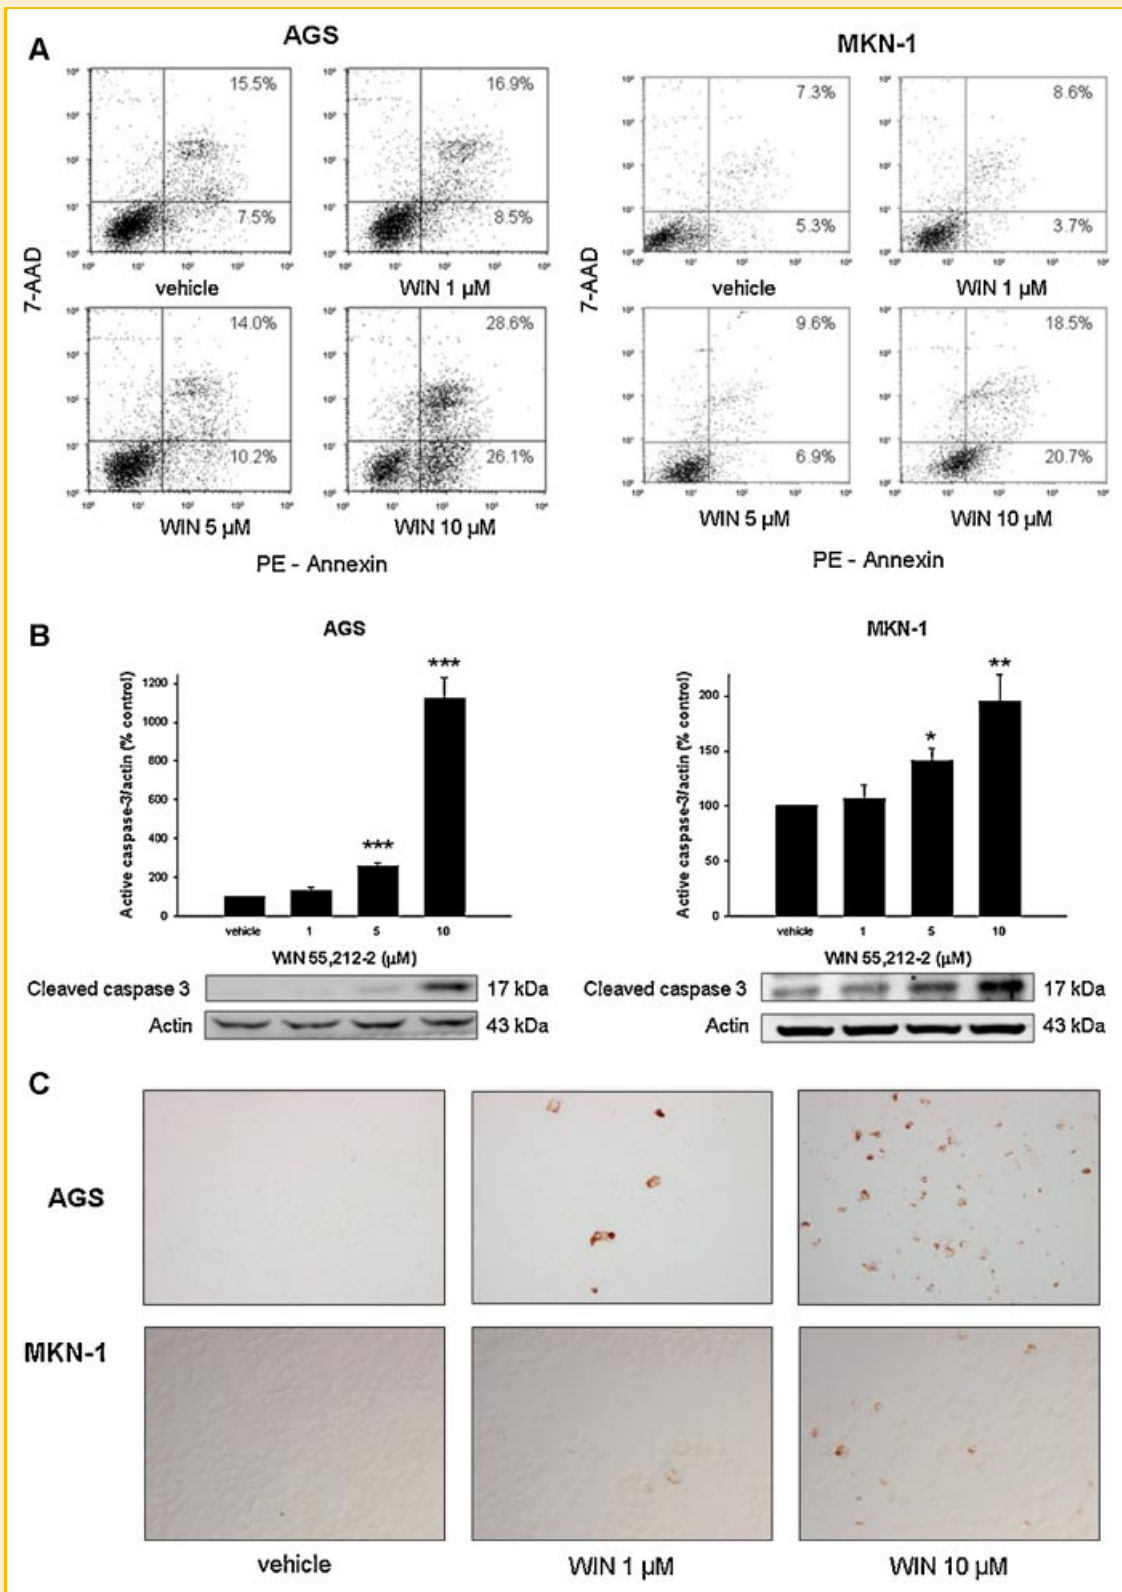 A
AGS
MKN-1
7-AAD
15.5%
7.5%
vehicle
16.9%
8.5%
WIN 1 µM
14.0%
10.2%
WIN 5 µM
28.6%
26.1%
WIN 10 µM
PE - Annexin
7-AAD
7.3%
5.3%
vehicle
8.6%
3.7%
WIN 1 µM
9.6%
6.9%
WIN 5 µM
18.5%
20.7%
WIN 10 µM
PE - Annexin
B
AGS
Active caspase-3/actin (% control)
1200
1000
800
600
400
200
0
***
***
vehicle 1 5 10
WIN 55,212-2 (µM)
Cleaved caspase 3 17 kDa
Actin 43 kDa
MKN-1
Active caspase-3/actin (% control)
200
150
100
50
0
*
**
vehicle 1 5 10
WIN 55,212-2 (µM)
Cleaved caspase 3 17 kDa
Actin 43 kDa
C
AGS
MKN-1
vehicle WIN 1 µM WIN 10 µM